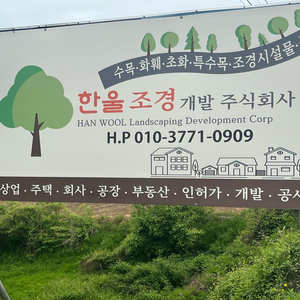 수목·화훼·초화·특수목·조경시설물
한울 조경 개발 주식회사
HAN WOOL Landscaping Development Corp
H.P 010-3771-0909
상업·주택·회사·공장·부동산·인허가·개발·공사